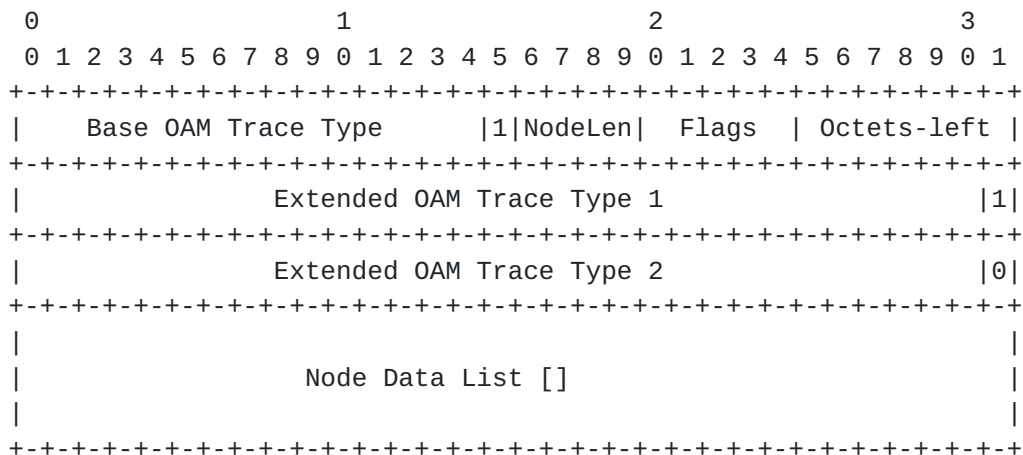 0                   1                   2                   3
 0 1 2 3 4 5 6 7 8 9 0 1 2 3 4 5 6 7 8 9 0 1 2 3 4 5 6 7 8 9 0 1
+-+-+-+-+-+-+-+-+-+-+-+-+-+-+-+-+-+-+-+-+-+-+-+-+-+-+-+-+-+-+-+-+
|    Base OAM Trace Type      |1|NodeLen|  Flags  | Octets-left |
+-+-+-+-+-+-+-+-+-+-+-+-+-+-+-+-+-+-+-+-+-+-+-+-+-+-+-+-+-+-+-+-+
|                Extended OAM Trace Type 1                    |1|
+-+-+-+-+-+-+-+-+-+-+-+-+-+-+-+-+-+-+-+-+-+-+-+-+-+-+-+-+-+-+-+-+
|                Extended OAM Trace Type 2                    |0|
+-+-+-+-+-+-+-+-+-+-+-+-+-+-+-+-+-+-+-+-+-+-+-+-+-+-+-+-+-+-+-+-+
|                                                               |
|                  Node Data List []                            |
|                                                               |
+-+-+-+-+-+-+-+-+-+-+-+-+-+-+-+-+-+-+-+-+-+-+-+-+-+-+-+-+-+-+-+-+